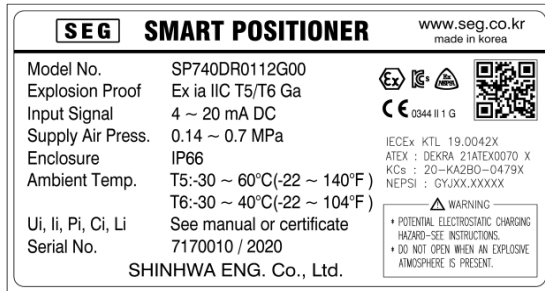 SEG SMART POSITIONER www.seg.co.kr
made in korea
Model No. SP740DR0112G00
Explosion Proof Ex ia IIC T5/T6 Ga
Input Signal 4 ~ 20 mA DC
Supply Air Press. 0.14 ~ 0.7 MPa
Enclosure IP66
Ambient Temp. T5:-30 ~ 60°C(-22 ~ 140°F )
T6:-30 ~ 40°C(-22 ~ 104°F )
Ui, Ii, Pi, Ci, Li See manual or certificate
Serial No. 7170010 / 2020
SHINHWA ENG. Co., Ltd.
Ex KCs Ex NEPSI
CE 0344 II 1 G
IECEx KTL 19.0042X
ATEX : DEKRA 21ATEX0070 X
KCs : 20-KA2BO-0479X
NEPSI : GYJXX.XXXXX
WARNING
* POTENTIAL ELECTROSTATIC CHARGING
HAZARD-SEE INSTRUCTIONS.
* DO NOT OPEN WHEN AN EXPLOSIVE
ATMOSPHERE IS PRESENT.